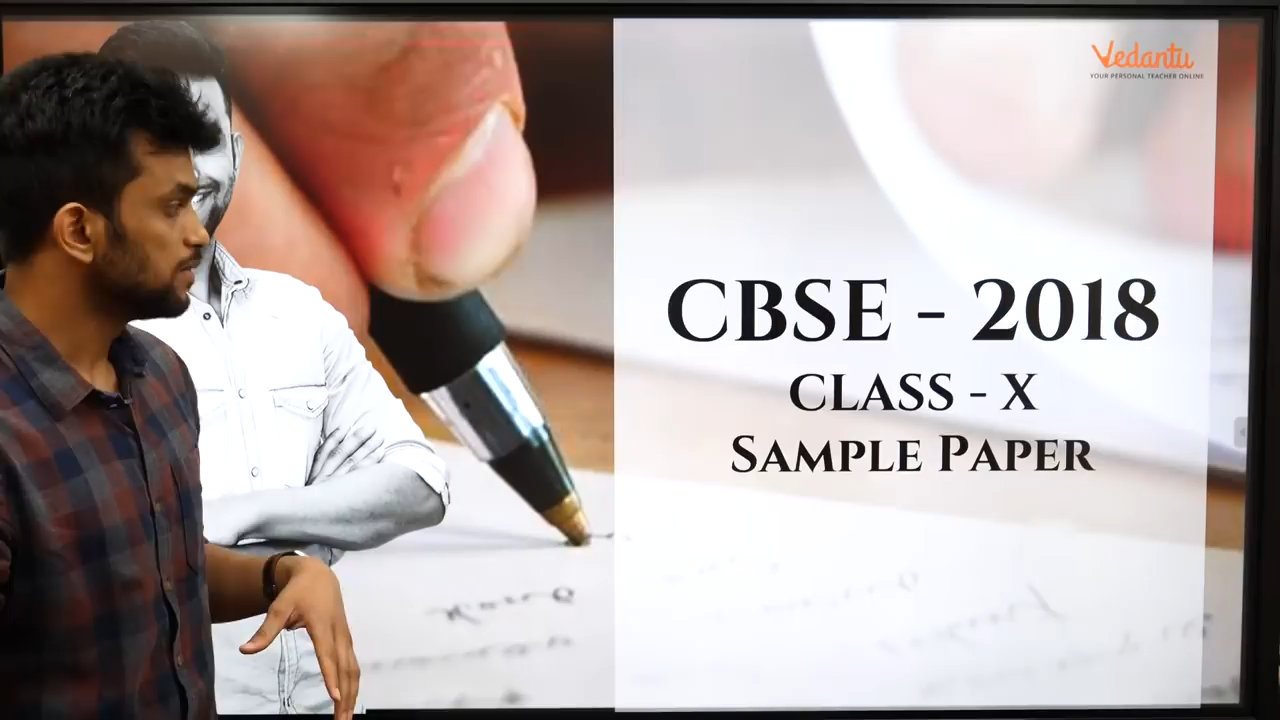 Vedantu
YOUR PERSONAL TEACHER ONLINE
CBSE - 2018
CLASS - X
SAMPLE PAPER